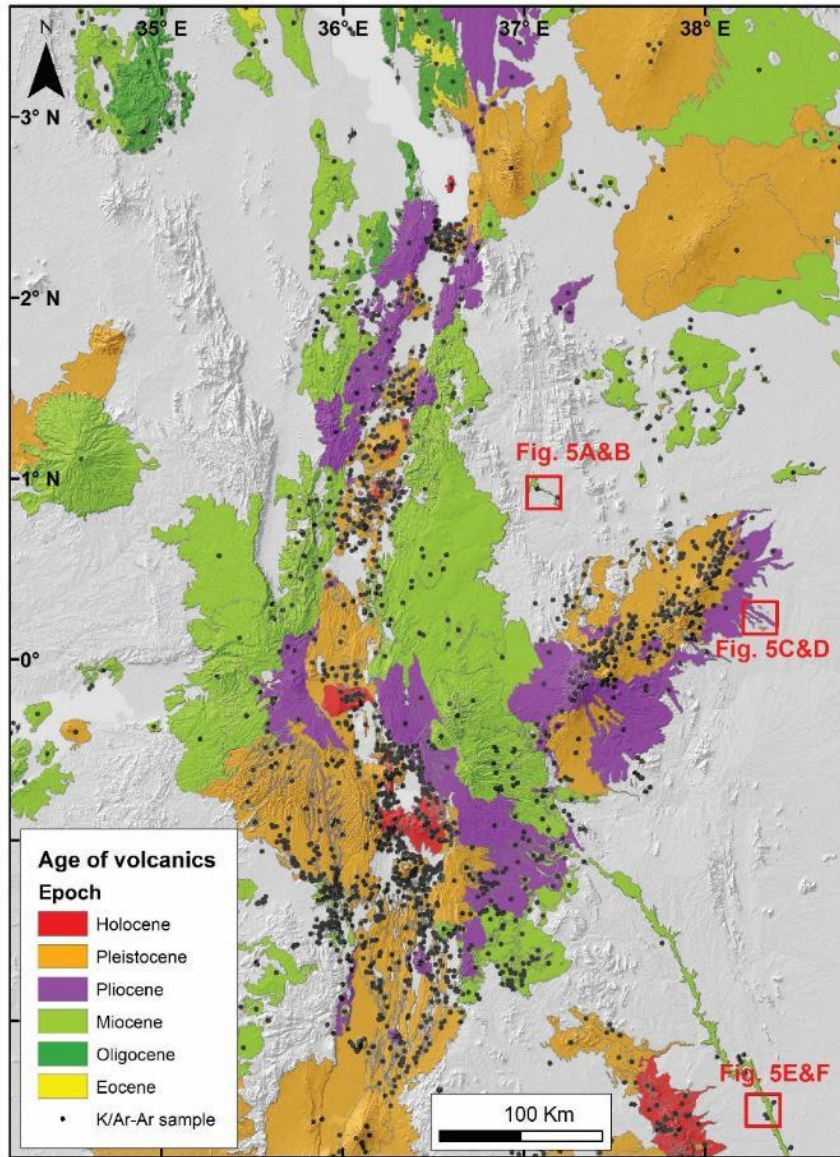 35° E 36° E 37° E 38° E
N
3° N
2° N
Fig. 5A&B
1° N
0°
Fig. 5C&D
Age of volcanics
Epoch
Holocene
Pleistocene
Pliocene
Miocene
Oligocene
Eocene
K/Ar-Ar sample
100 Km
Fig. 5E&F